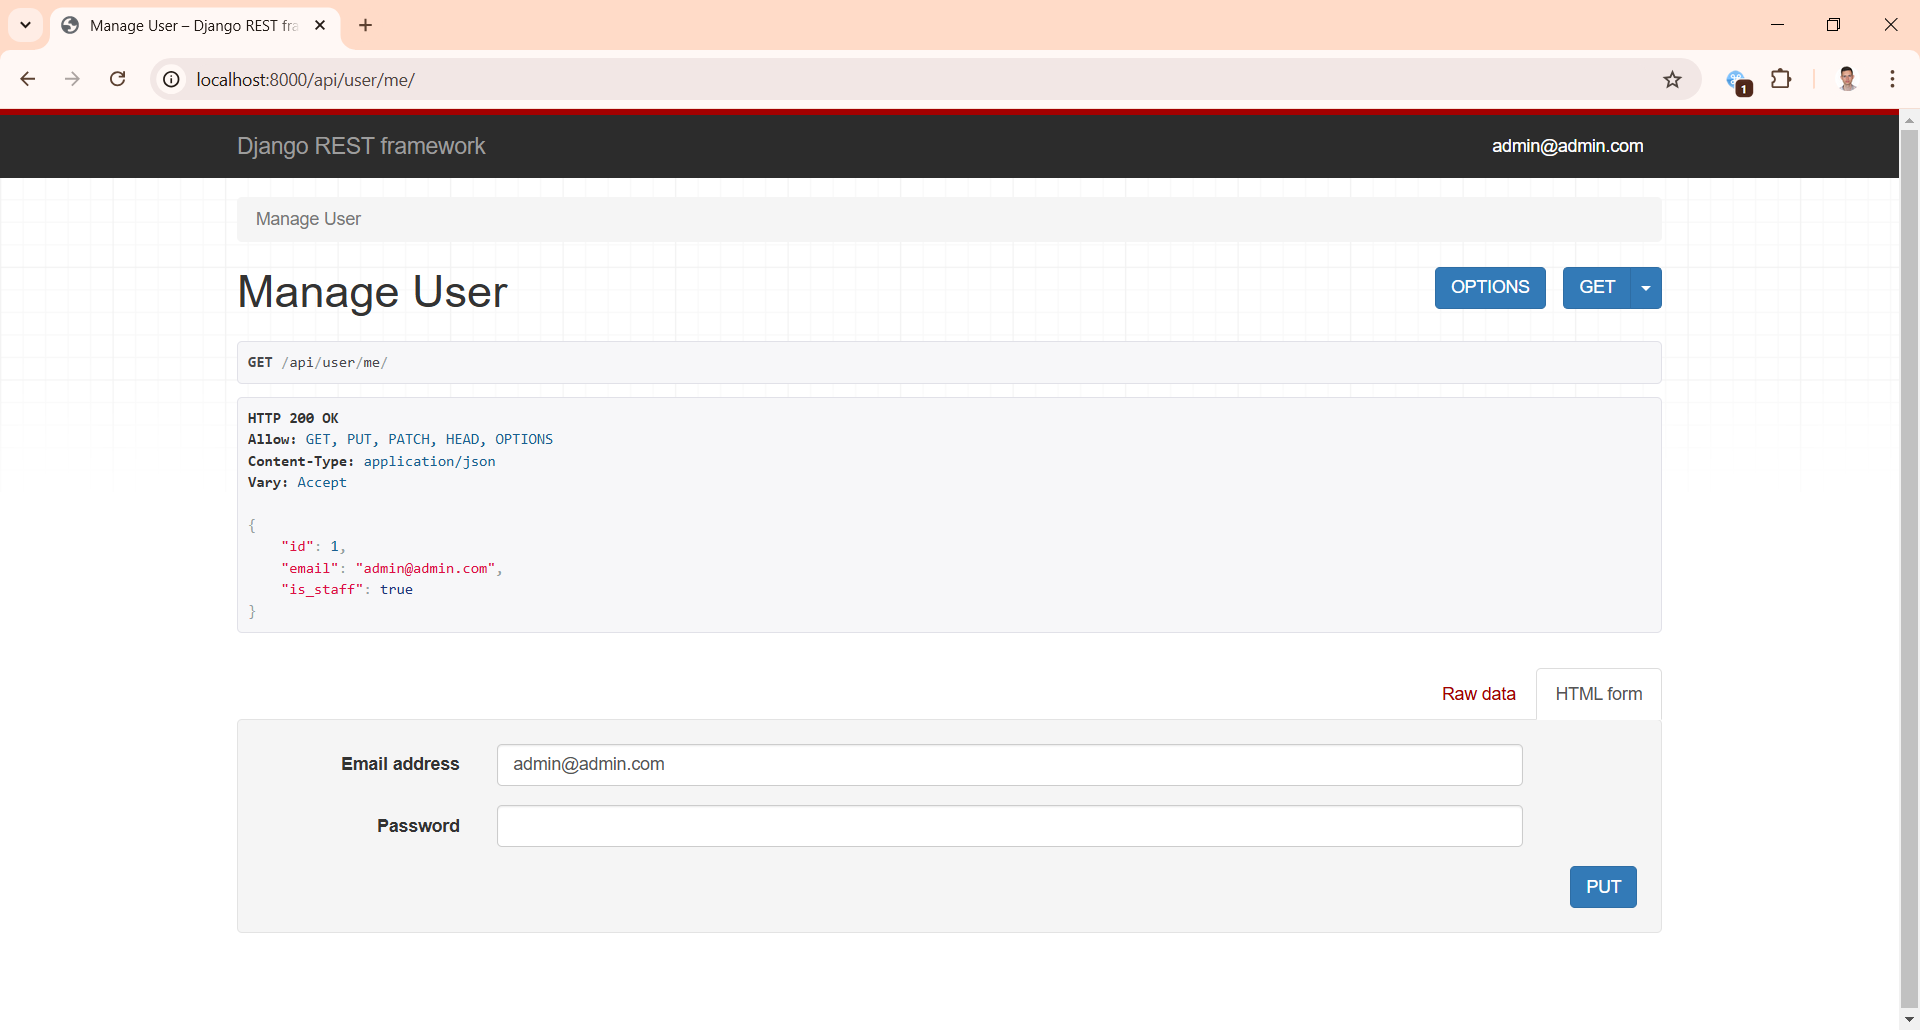 Manage User – Django REST fra
localhost:8000/api/user/me/
1
Django REST framework
admin@admin.com
Manage User
Manage User
OPTIONS
GET
GET /api/user/me/
HTTP 200 OK
Allow: GET, PUT, PATCH, HEAD, OPTIONS
Content-Type: application/json
Vary: Accept
{
    "id": 1,
    "email": "admin@admin.com",
    "is_staff": true
}
Raw data
HTML form
Email address
admin@admin.com
Password
PUT